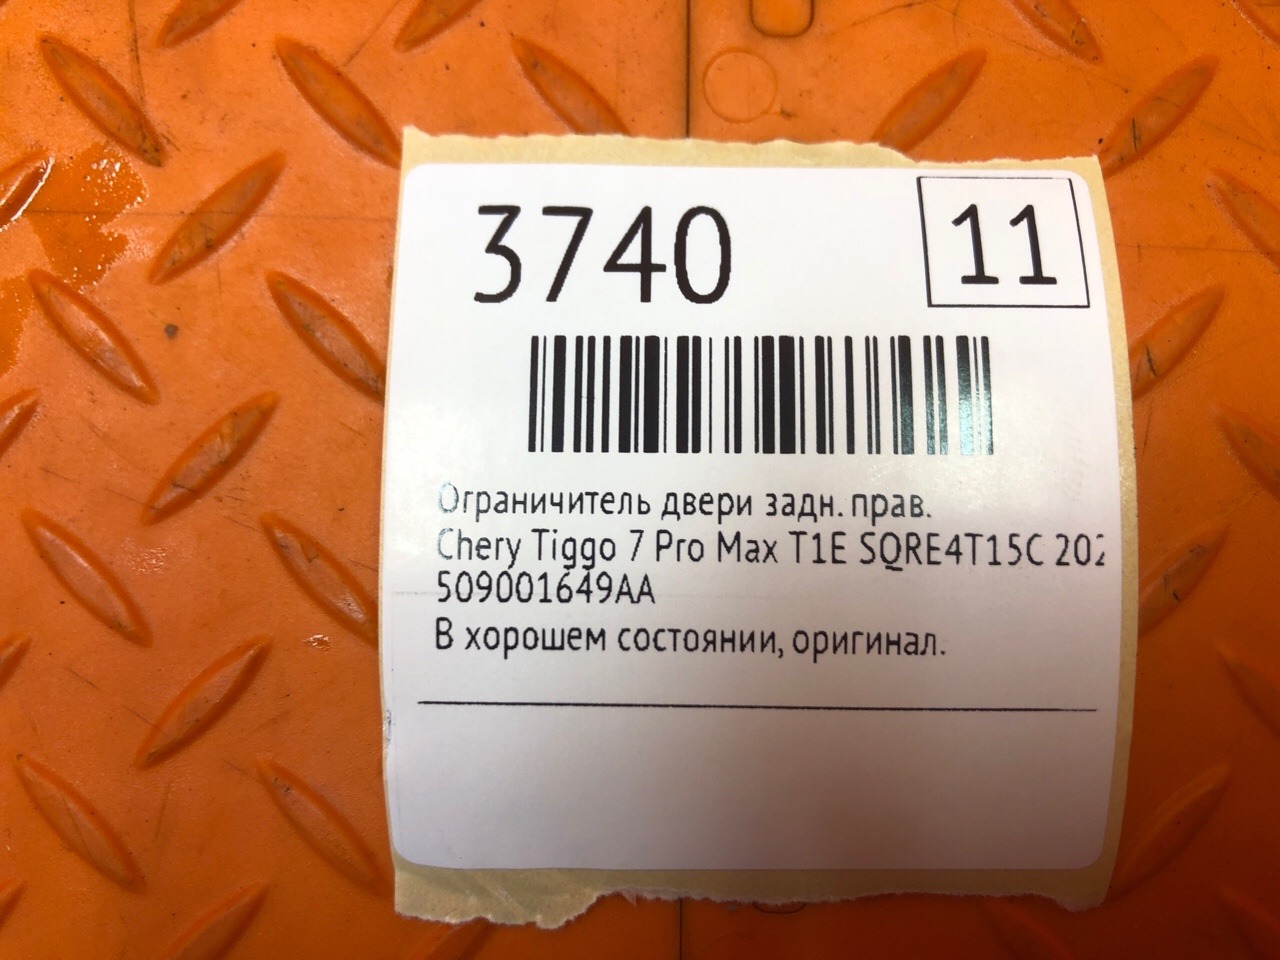 3740
11
Ограничитель двери задн. прав.
Chery Tiggo 7 Pro Max T1E SQRE4T15C 202
509001649AA
В хорошем состоянии, оригинал.